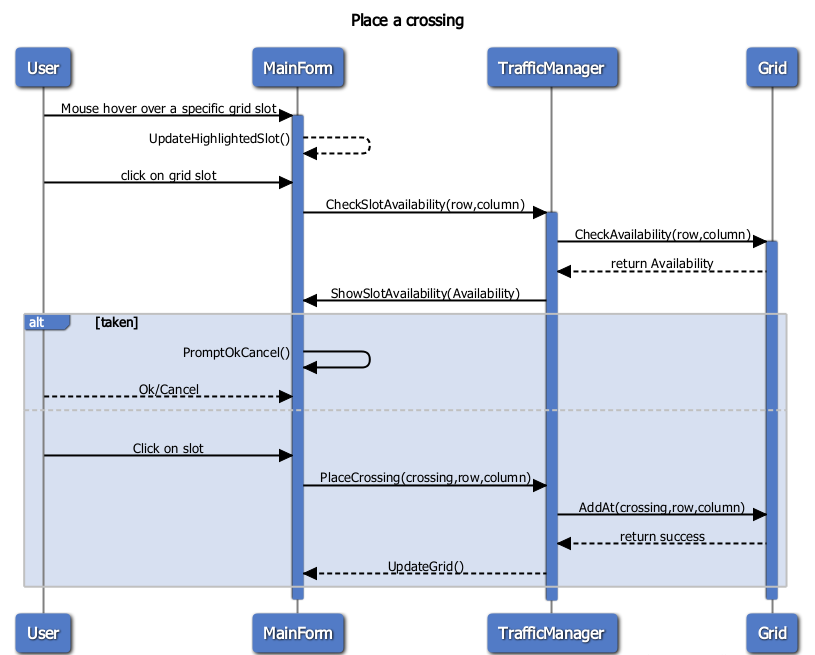 Place a crossing
User MainForm TrafficManager Grid
Mouse hover over a specific grid slot
UpdateHighlightedSlot()
click on grid slot
CheckSlotAvailability(row,column)
CheckAvailability(row,column)
return Availability
ShowSlotAvailability(Availability)
alt [taken]
PromptOkCancel()
Ok/Cancel
Click on slot
PlaceCrossing(crossing,row,column)
AddAt(crossing,row,column)
return success
UpdateGrid()
User MainForm TrafficManager Grid